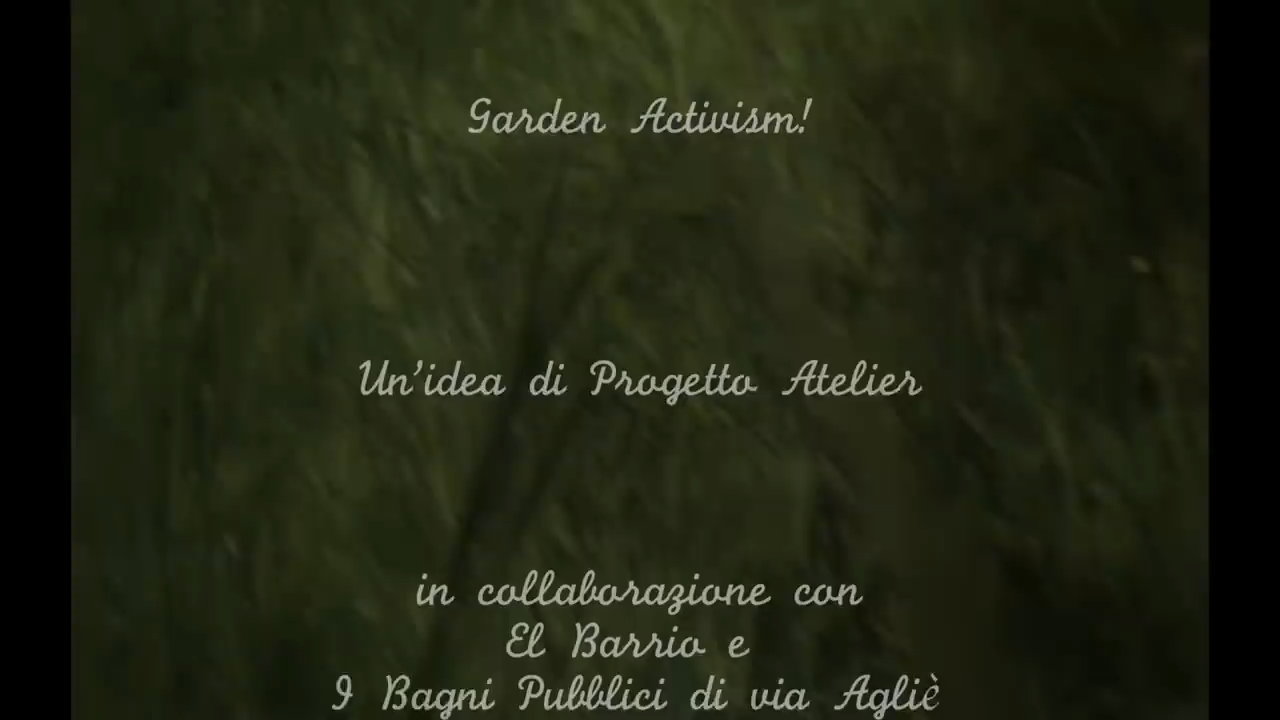 Garden Activism!
Un'idea di Progetto Atelier
in collaborazione con
El Barrio e
I Bagni Pubblici di via Agliè